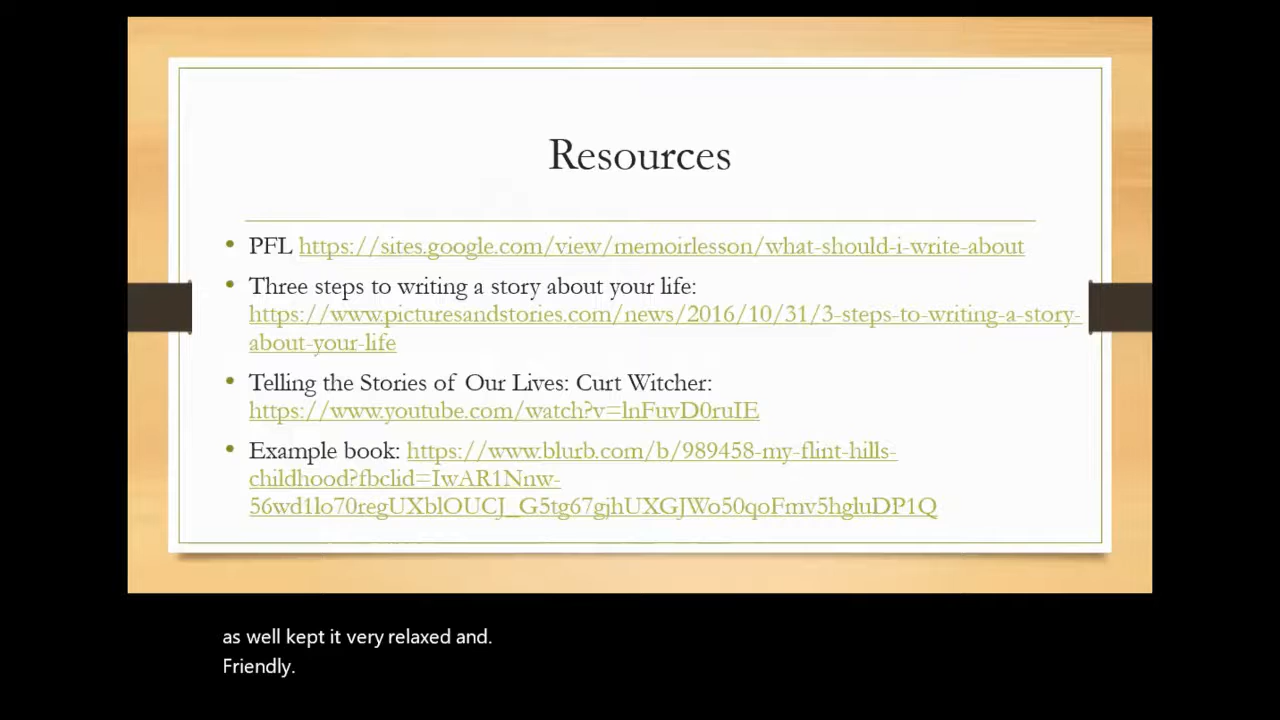 Resources
PFL https://sites.google.com/view/memoirlesson/what-should-i-write-about
Three steps to writing a story about your life:
https://www.picturesandstories.com/news/2016/10/31/3-steps-to-writing-a-story-
about-your-life
Telling the Stories of Our Lives: Curt Witcher:
https://www.youtube.com/watch?v=lnFuvD0ruIE
Example book: https://www.blurb.com/b/989458-my-flint-hills-
childhood?fbclid=IwAR1Nnw-
56wd1lo70regUXblOUCJ_G5tg67gjhUXGJWo50qoFmv5hgluDP1Q
as well kept it very relaxed and.
Friendly.